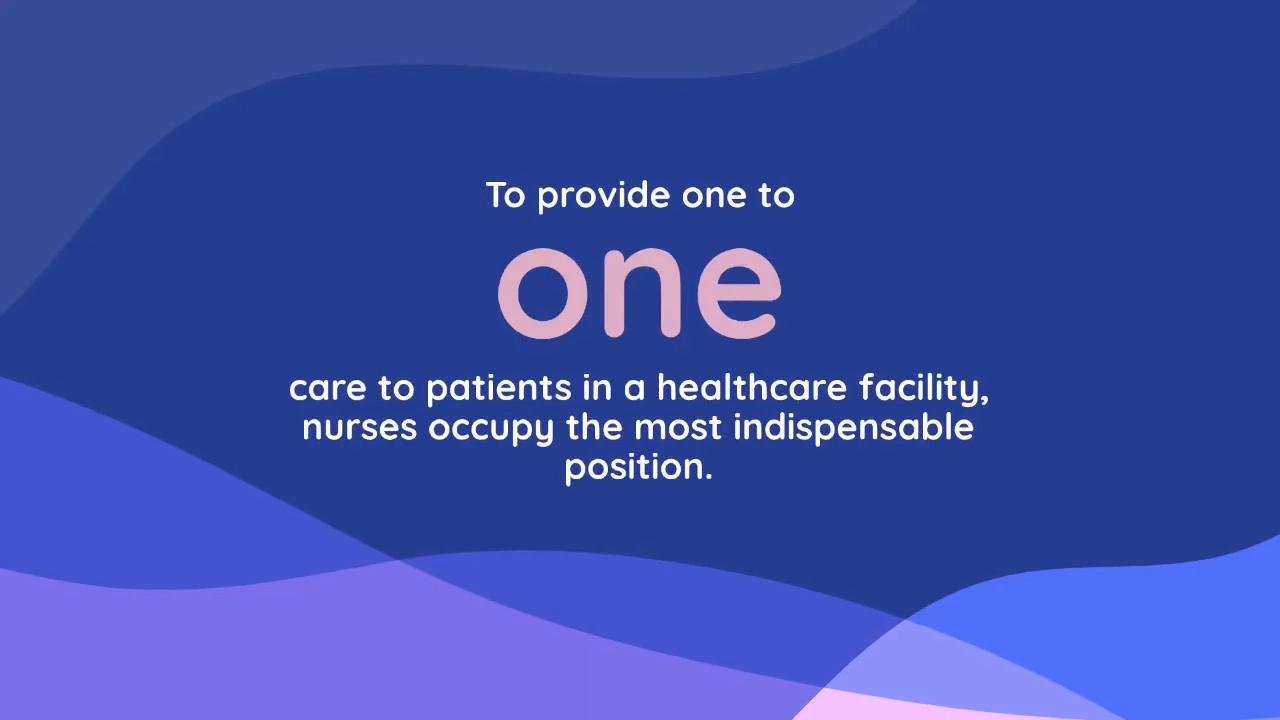 To provide one to
one
care to patients in a healthcare facility,
nurses occupy the most indispensable
position.